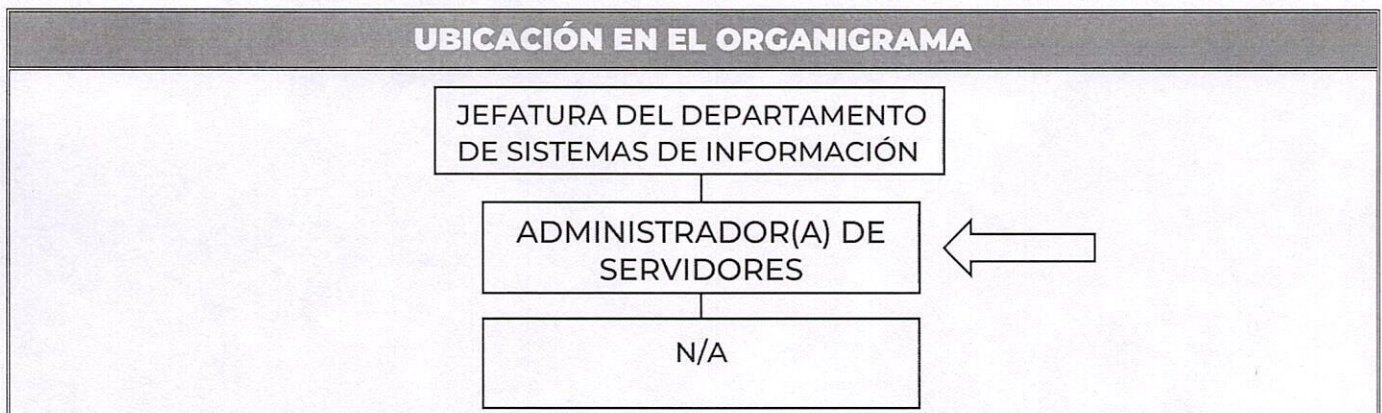 UBICACIÓN EN EL ORGANIGRAMA
JEFATURA DEL DEPARTAMENTO
DE SISTEMAS DE INFORMACIÓN
ADMINISTRADOR(A) DE
SERVIDORES
N/A